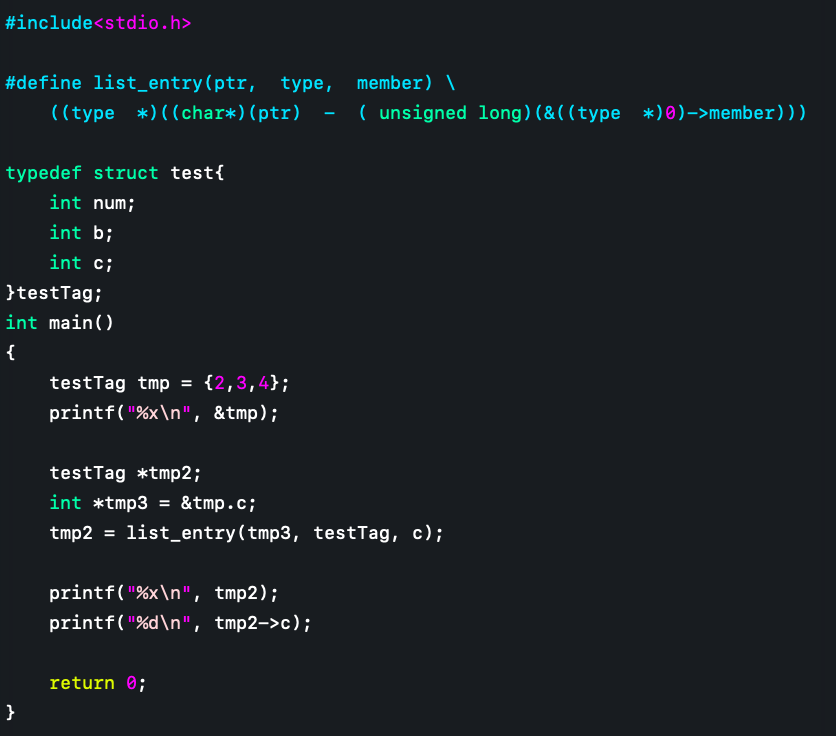 #include<stdio.h>
#define list_entry(ptr,  type,  member) \
    ((type  *)((char*)(ptr)  -  ( unsigned long)(&((type  *)0)->member)))
typedef struct test{
    int num;
    int b;
    int c;
}testTag;
int main()
{
    testTag tmp = {2,3,4};
    printf("%x\n", &tmp);
    testTag *tmp2;
    int *tmp3 = &tmp.c;
    tmp2 = list_entry(tmp3, testTag, c);
    printf("%x\n", tmp2);
    printf("%d\n", tmp2->c);
    return 0;
}